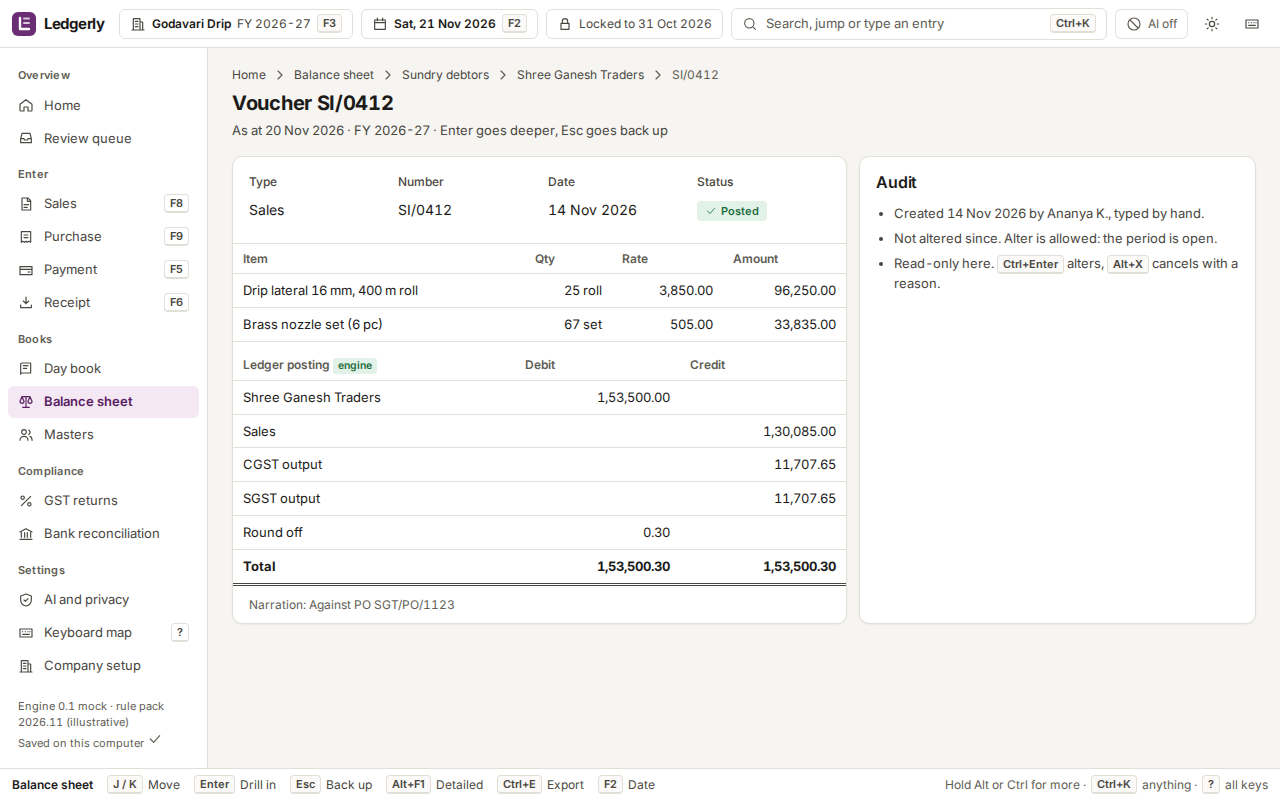 Ledgerly
Godavari Drip FY 2026-27 F3
Sat, 21 Nov 2026 F2
Locked to 31 Oct 2026
Search, jump or type an entry Ctrl+K
AI off
Overview
Home
Review queue
Enter
Sales F8
Purchase F9
Payment F5
Receipt F6
Books
Day book
Balance sheet
Masters
Compliance
GST returns
Bank reconciliation
Settings
AI and privacy
Keyboard map ?
Company setup
Engine 0.1 mock · rule pack
2026.11 (illustrative)
Saved on this computer
Home > Balance sheet > Sundry debtors > Shree Ganesh Traders > SI/0412
Voucher SI/0412
As at 20 Nov 2026 · FY 2026-27 · Enter goes deeper, Esc goes back up
Type Number Date Status
Sales SI/0412 14 Nov 2026 Posted
Item Qty Rate Amount
Drip lateral 16 mm, 400 m roll 25 roll 3,850.00 96,250.00
Brass nozzle set (6 pc) 67 set 505.00 33,835.00
Ledger posting engine Debit Credit
Shree Ganesh Traders 1,53,500.00
Sales 1,30,085.00
CGST output 11,707.65
SGST output 11,707.65
Round off 0.30
Total 1,53,500.30 1,53,500.30
Narration: Against PO SGT/PO/1123
Audit
• Created 14 Nov 2026 by Ananya K., typed by hand.
• Not altered since. Alter is allowed: the period is open.
• Read-only here. Ctrl+Enter alters, Alt+X cancels with a
reason.
Balance sheet J / K Move Enter Drill in Esc Back up Alt+F1 Detailed Ctrl+E Export F2 Date
Hold Alt or Ctrl for more · Ctrl+K anything · ? all keys